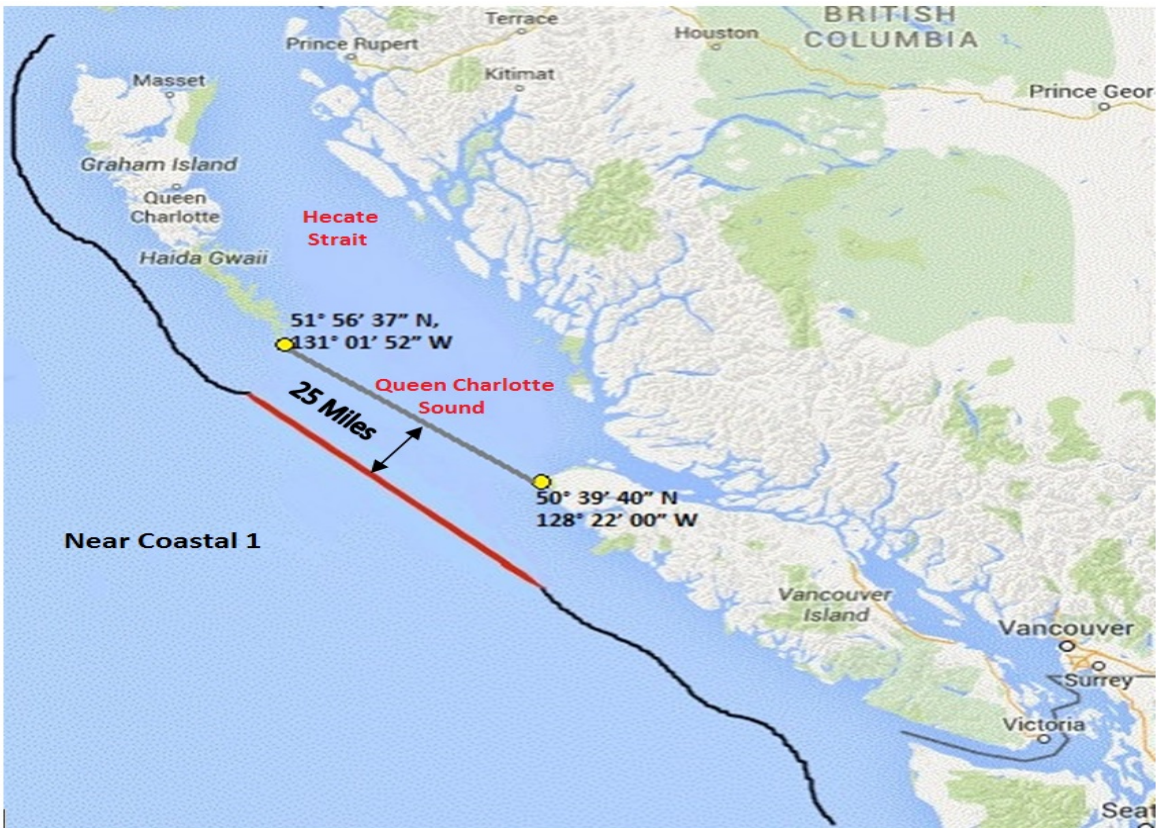 BRITISH
COLUMBIA
Terrace
Prince Rupert
Houston
Kitimat
Masset
Prince Geor
Graham Island
Queen
Charlotte
Haida Gwaii
Hecate
Strait
51° 56’ 37” N,
131° 01’ 52” W
Queen Charlotte
Sound
25 Miles
50° 39’ 40” N
128° 22’ 00” W
Near Coastal 1
Vancouver
Island
Vancouver
Surrey
Victoria
Seat